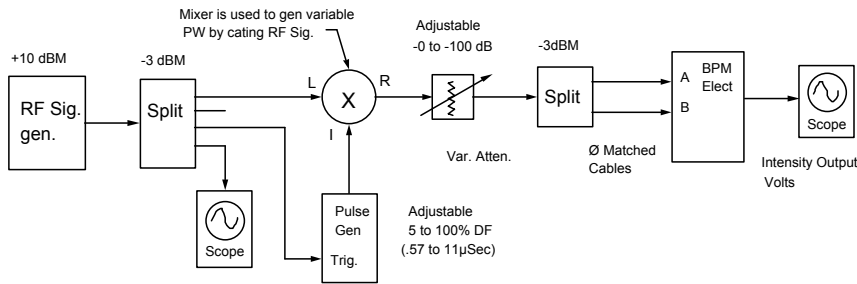 Mixer is used to gen variable
PW by cating RF Sig.
Adjustable
-0 to -100 dB
+10 dBM
-3 dBM
-3dBM
RF Sig.
gen.
Split
L
X
R
I
Split
A
B
BPM
Elect
Scope
Var. Atten.
Ø Matched
Cables
Intensity Output
Volts
Scope
Pulse
Gen
Trig.
Adjustable
5 to 100% DF
(.57 to 11µSec)